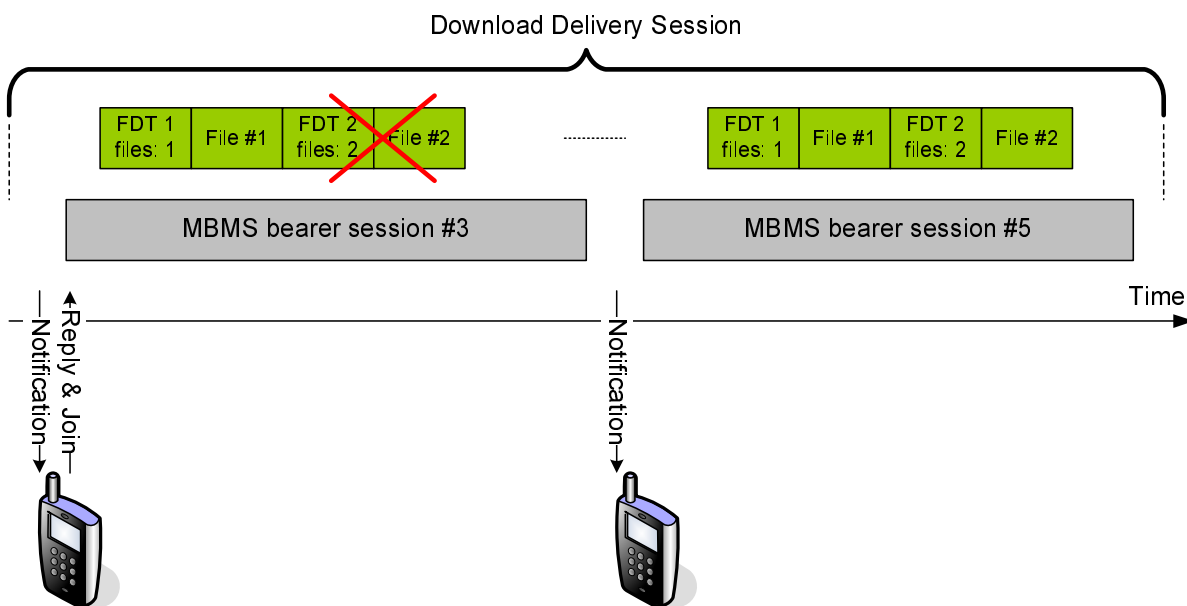 Download Delivery Session
FDT 1
files: 1
File #1
FDT 2
files: 2
File #2
FDT 1
files: 1
File #1
FDT 2
files: 2
File #2
MBMS bearer session #3
MBMS bearer session #5
Time
Notification
Reply & Join
Notification